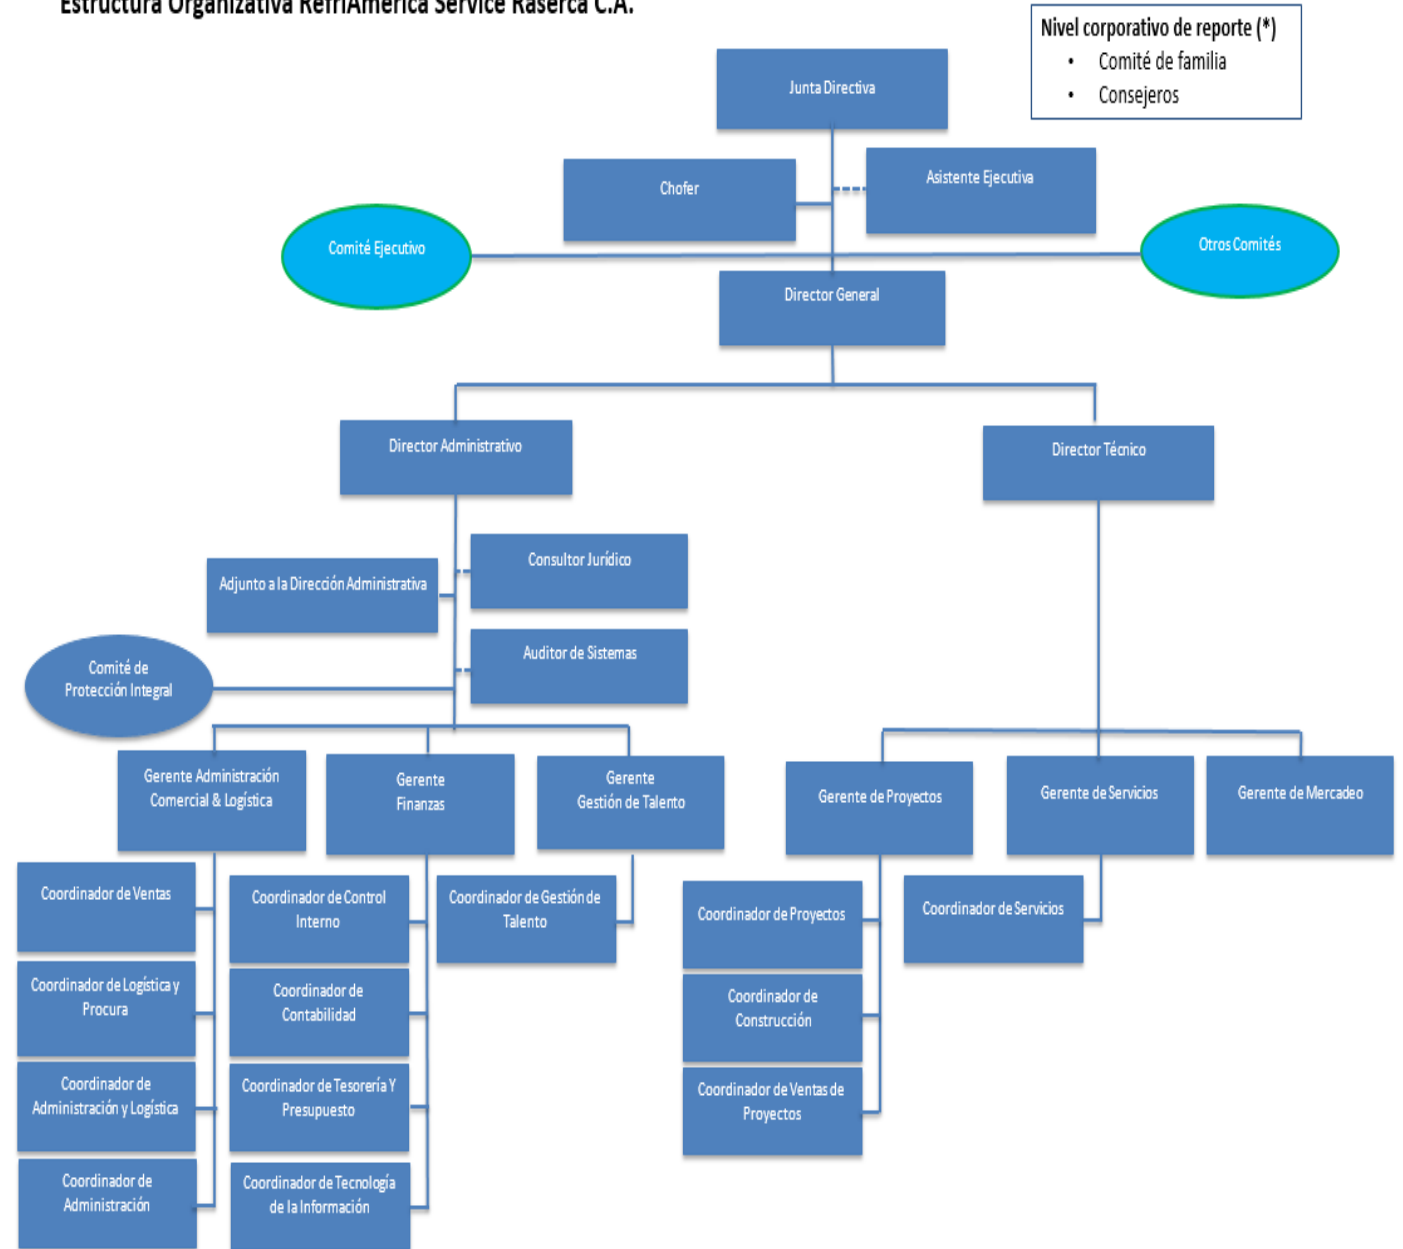 Estructura Organizativa RefriAmerica Service Raserca C.A.
Nivel corporativo de reporte (*)
• Comité de familia
• Consejeros
Junta Directiva
Chofer
Asistente Ejecutiva
Comité Ejecutivo
Otros Comités
Director General
Director Administrativo
Director Técnico
Consultor Jurídico
Adjunto a la Dirección Administrativa
Auditor de Sistemas
Comité de
Protección Integral
Gerente Administración
Comercial & Logística
Gerente
Finanzas
Gerente
Gestión de Talento
Gerente de Proyectos
Gerente de Servicios
Gerente de Mercadeo
Coordinador de Ventas
Coordinador de Logística y
Procura
Coordinador de
Administración y Logística
Coordinador de
Administración
Coordinador de Control
Interno
Coordinador de
Contabilidad
Coordinador de Tesorería Y
Presupuesto
Coordinador de Tecnología
de la Información
Coordinador de Gestión de
Talento
Coordinador de Proyectos
Coordinador de
Construcción
Coordinador de Ventas de
Proyectos
Coordinador de Servicios